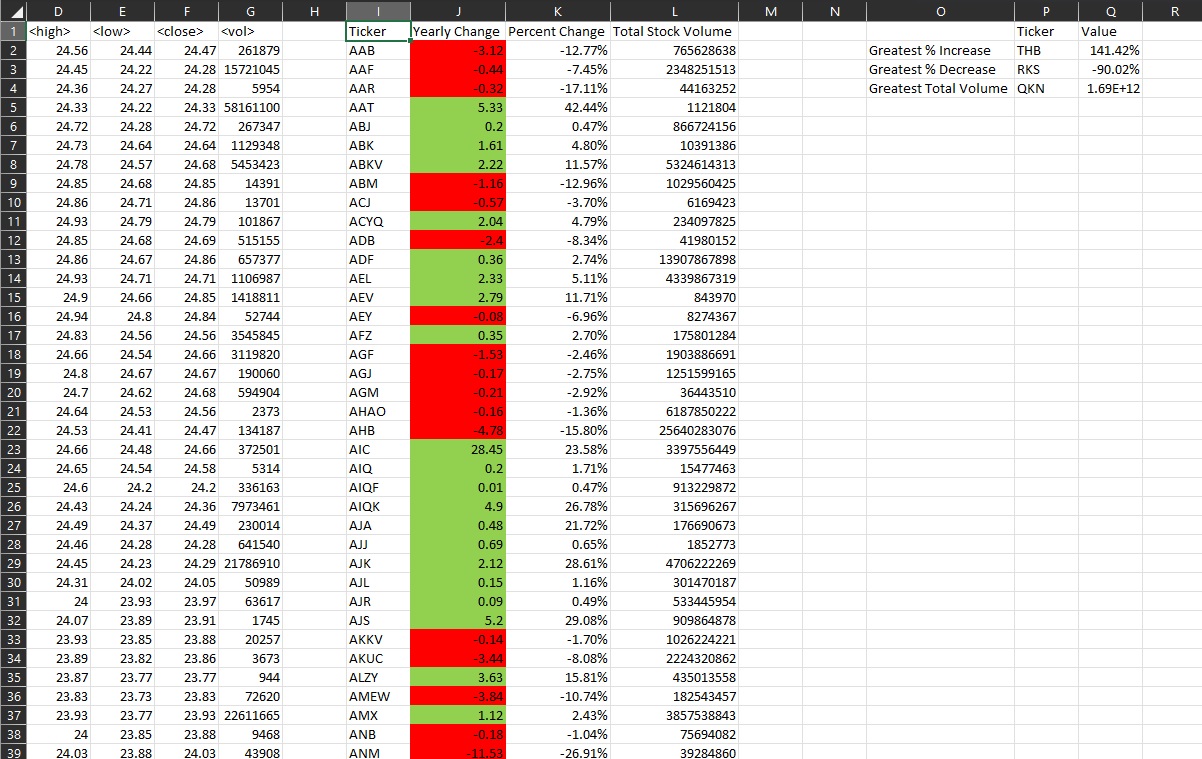 D E F G H I J K L M N O P Q R
1 <high> <low> <close> <vol> Ticker Yearly Change Percent Change Total Stock Volume Ticker Value
2 24.56 24.44 24.47 261879 AAB -3.12 -12.77% 765628638 Greatest % Increase THB 141.42%
3 24.45 24.22 24.28 15721045 AAF -0.44 -7.45% 2348251513 Greatest % Decrease RKS -90.02%
4 24.36 24.27 24.28 5954 AAR -0.32 -17.11% 44163252 Greatest Total Volume QKN 1.69E+12
5 24.33 24.22 24.33 58161100 AAT 5.33 42.44% 1121804
6 24.72 24.28 24.72 267347 ABJ 0.2 0.47% 866724156
7 24.73 24.64 24.64 1129348 ABK 1.61 4.80% 10391386
8 24.78 24.57 24.68 5453423 ABKV 2.22 11.57% 5324614313
9 24.85 24.68 24.85 14391 ABM -1.16 -12.96% 1029560425
10 24.86 24.71 24.86 13701 ACJ -0.57 -3.70% 6169423
11 24.93 24.79 24.79 101867 ACYQ 2.04 4.79% 234097825
12 24.85 24.68 24.69 515155 ADB -2.4 -8.34% 41980152
13 24.86 24.67 24.86 657377 ADF 0.36 2.74% 13907867898
14 24.93 24.71 24.71 1106987 AEL 2.33 5.11% 4339867319
15 24.9 24.66 24.85 1418811 AEV 2.79 11.71% 843970
16 24.94 24.8 24.84 52744 AEY -0.08 -6.96% 8274367
17 24.83 24.56 24.56 3545845 AFZ 0.35 2.70% 175801284
18 24.66 24.54 24.66 3119820 AGF -1.53 -2.46% 1903886691
19 24.8 24.67 24.67 190060 AGJ -0.17 -2.75% 1251599165
20 24.7 24.62 24.68 594904 AGM -0.21 -2.92% 36443510
21 24.64 24.53 24.56 2373 AHAO -0.16 -1.36% 6187850222
22 24.53 24.41 24.47 134187 AHB -4.78 -15.80% 25640283076
23 24.66 24.48 24.66 372501 AIC 28.45 23.58% 3397556449
24 24.65 24.54 24.58 5314 AIQ 0.2 1.71% 15477463
25 24.6 24.2 24.2 336163 AIQF 0.01 0.47% 913229872
26 24.43 24.24 24.36 7973461 AIQK 4.9 26.78% 315696267
27 24.49 24.37 24.49 230014 AJA 0.48 21.72% 176690673
28 24.46 24.28 24.28 641540 AJJ 0.69 0.65% 1852773
29 24.45 24.23 24.29 21786910 AJK 2.12 28.61% 4706222269
30 24.31 24.02 24.05 50989 AJL 0.15 1.16% 301470187
31 24 23.93 23.97 63617 AJR 0.09 0.49% 533445954
32 24.07 23.89 23.91 1745 AJS 5.2 29.08% 909864878
33 23.93 23.85 23.88 20257 AKKV -0.14 -1.70% 1026224221
34 23.89 23.82 23.86 3673 AKUC -3.44 -8.08% 2224320862
35 23.87 23.77 23.77 944 ALZY 3.63 15.81% 435013558
36 23.83 23.73 23.83 72620 AMEW -3.84 -10.74% 182543457
37 23.93 23.77 23.93 22611665 AMX 1.12 2.43% 3857538843
38 24 23.85 23.88 9468 ANB -0.18 -1.04% 75694082
39 24.03 23.88 24.03 43908 ANM -11.53 -26.91% 39284860